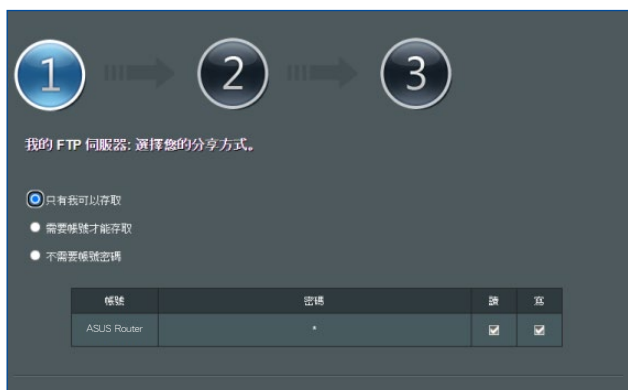 1 2 3
我的 FTP 伺服器: 選擇您的分享方式。
只有我可以存取
需要帳號才能存取
不需要帳號密碼
帳號 密碼 讀 寫
ASUS Router *